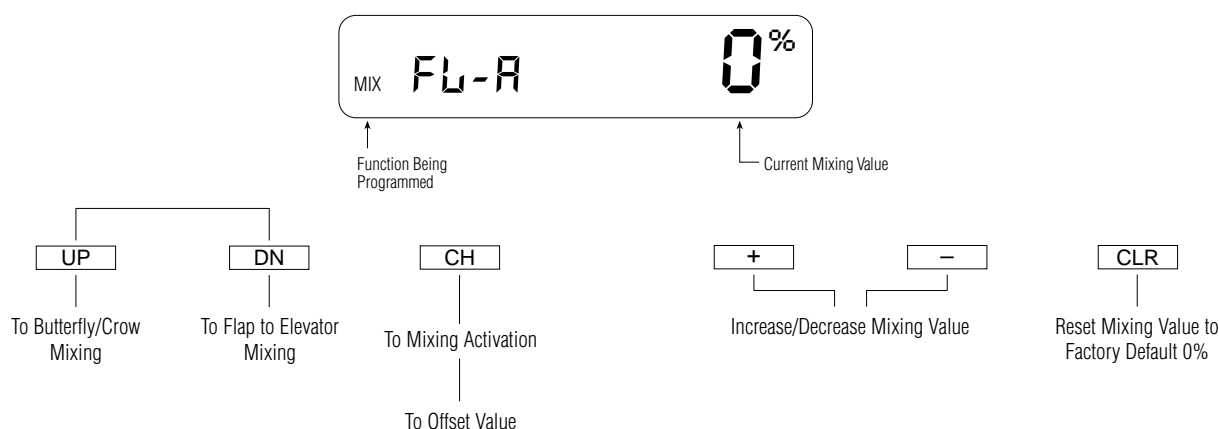 MIX FL-A 0%
Function Being
Programmed
Current Mixing Value
UP
DN
CH
+
–
CLR
To Butterfly/Crow
Mixing
To Flap to Elevator
Mixing
To Mixing Activation
To Offset Value
Increase/Decrease Mixing Value
Reset Mixing Value to
Factory Default 0%